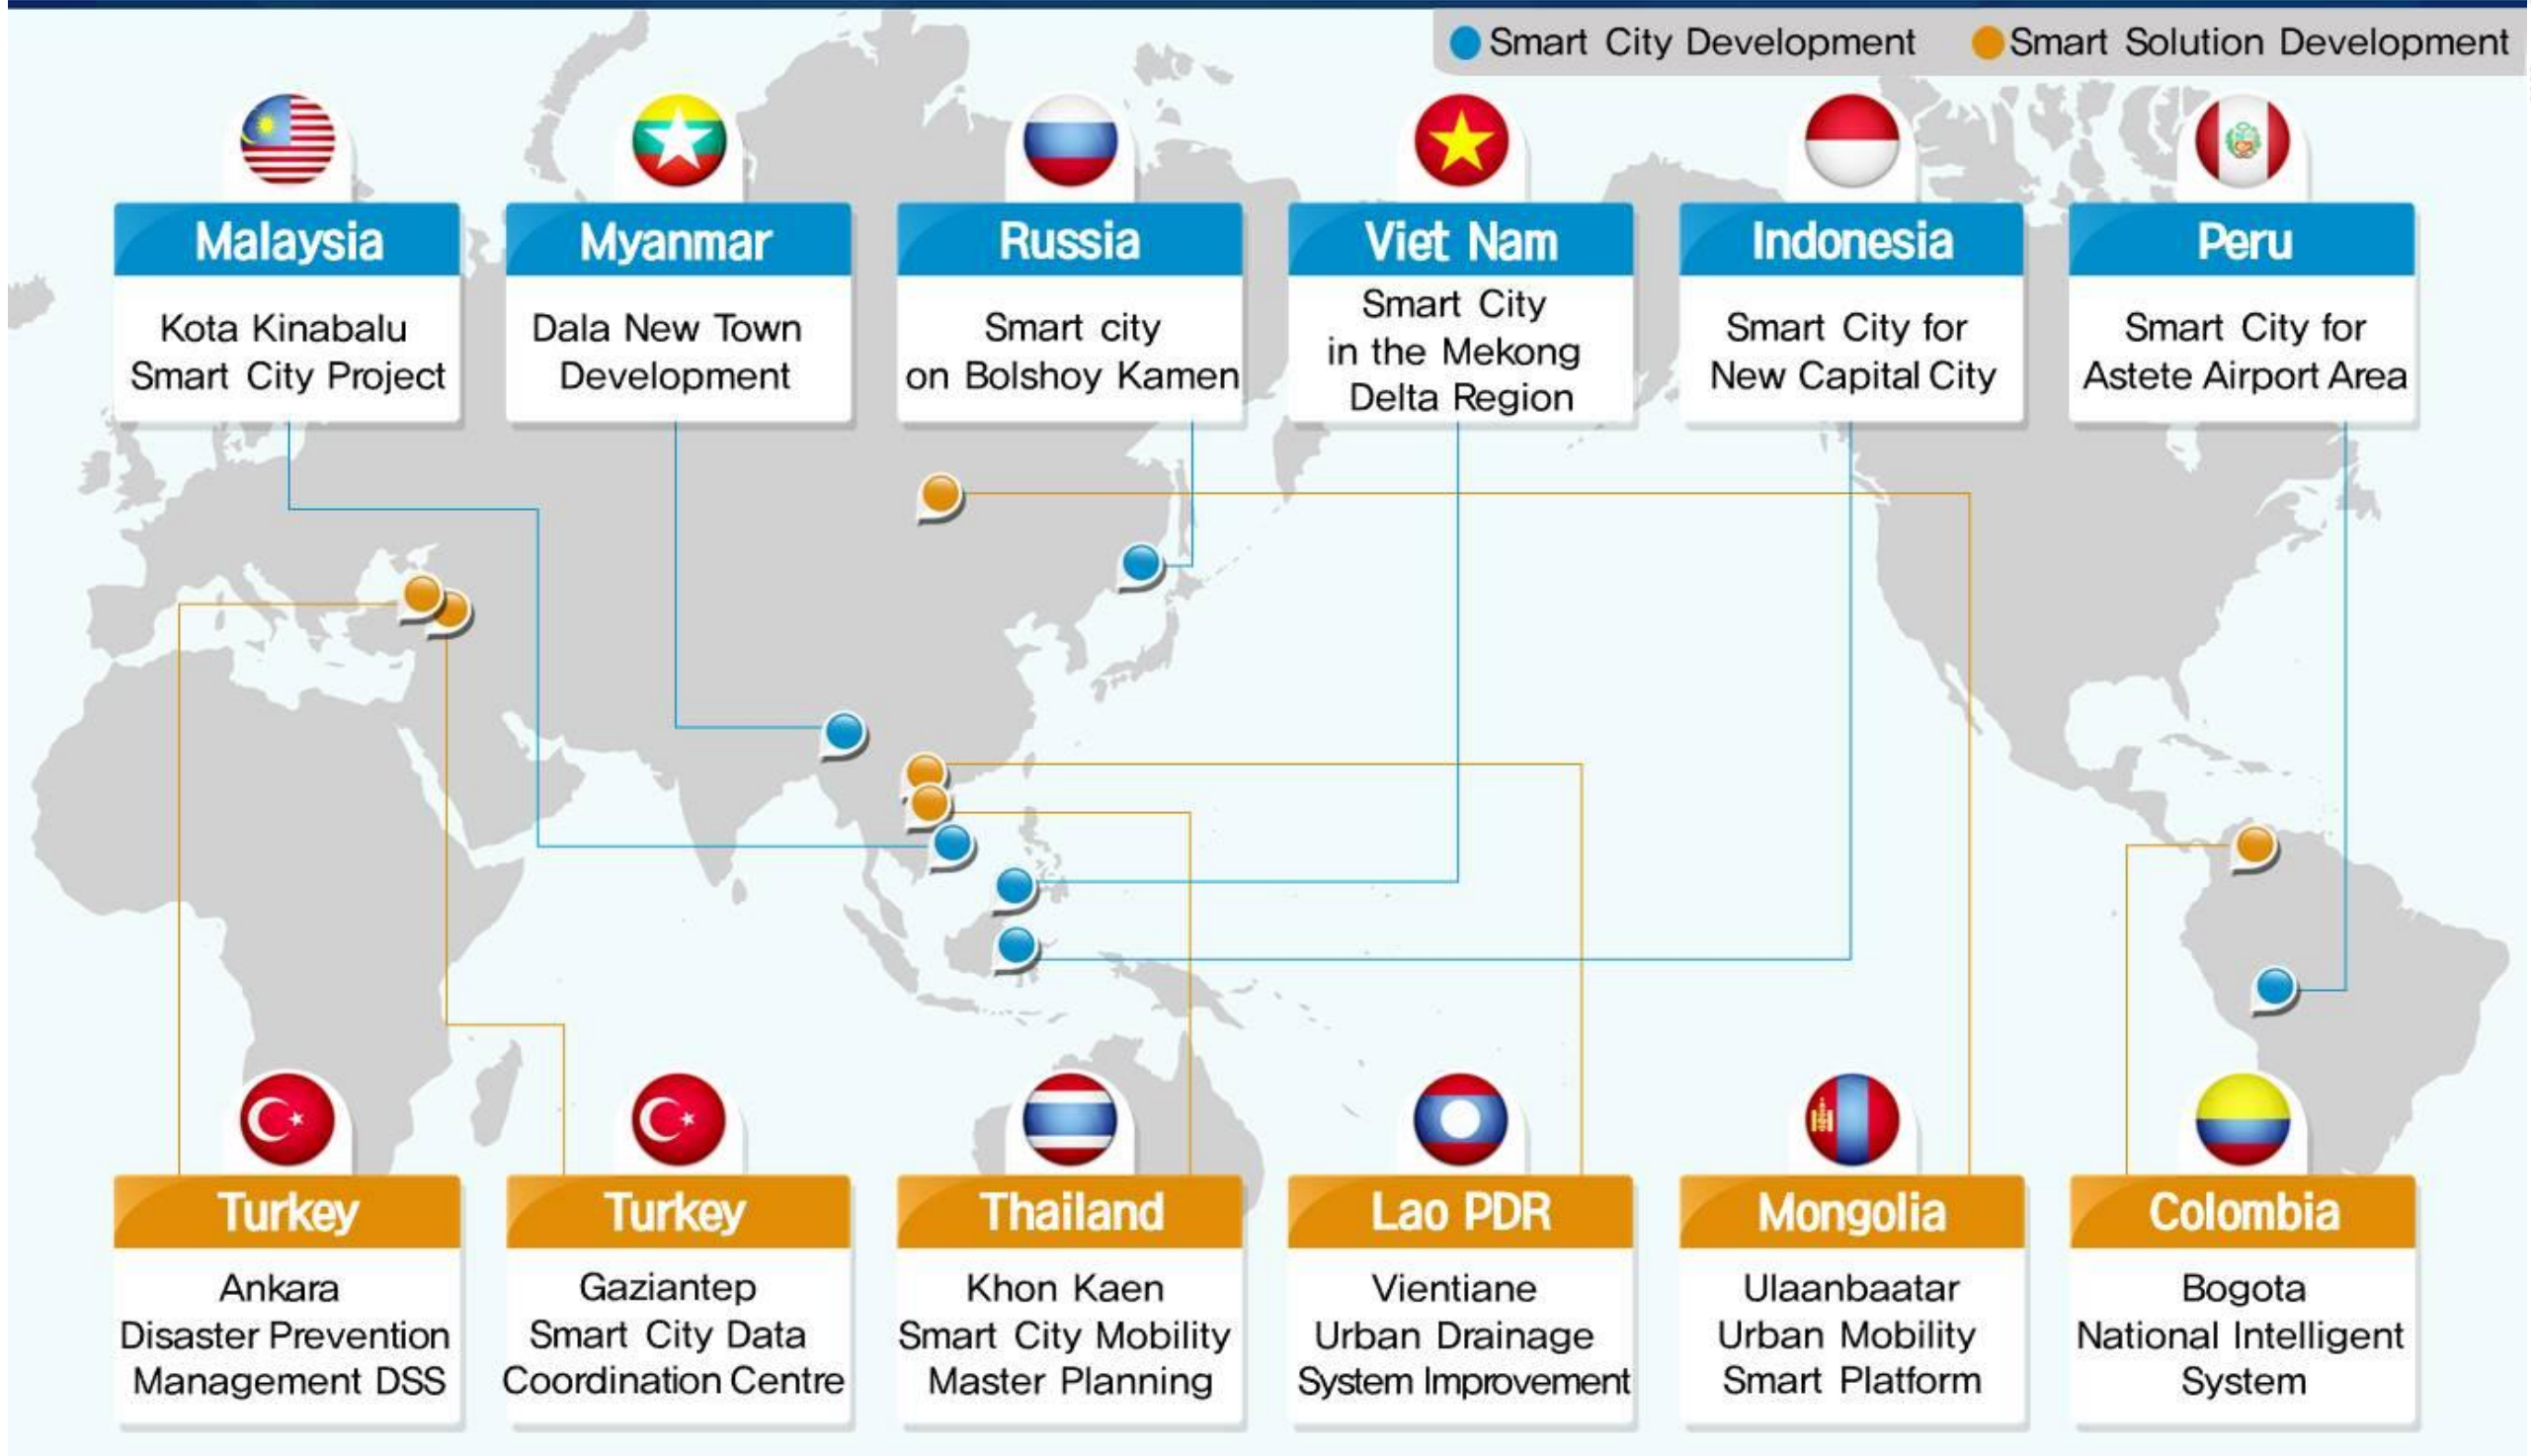 Smart City Development
Smart Solution Development
Malaysia
Kota Kinabalu
Smart City Project
Myanmar
Dala New Town
Development
Russia
Smart city
on Bolshoy Kamen
Viet Nam
Smart City
in the Mekong
Delta Region
Indonesia
Smart City for
New Capital City
Peru
Smart City for
Astete Airport Area
Turkey
Ankara
Disaster Prevention
Management DSS
Turkey
Gaziantep
Smart City Data
Coordination Centre
Thailand
Khon Kaen
Smart City Mobility
Master Planning
Lao PDR
Vientiane
Urban Drainage
System Improvement
Mongolia
Ulaanbaatar
Urban Mobility
Smart Platform
Colombia
Bogota
National Intelligent
System